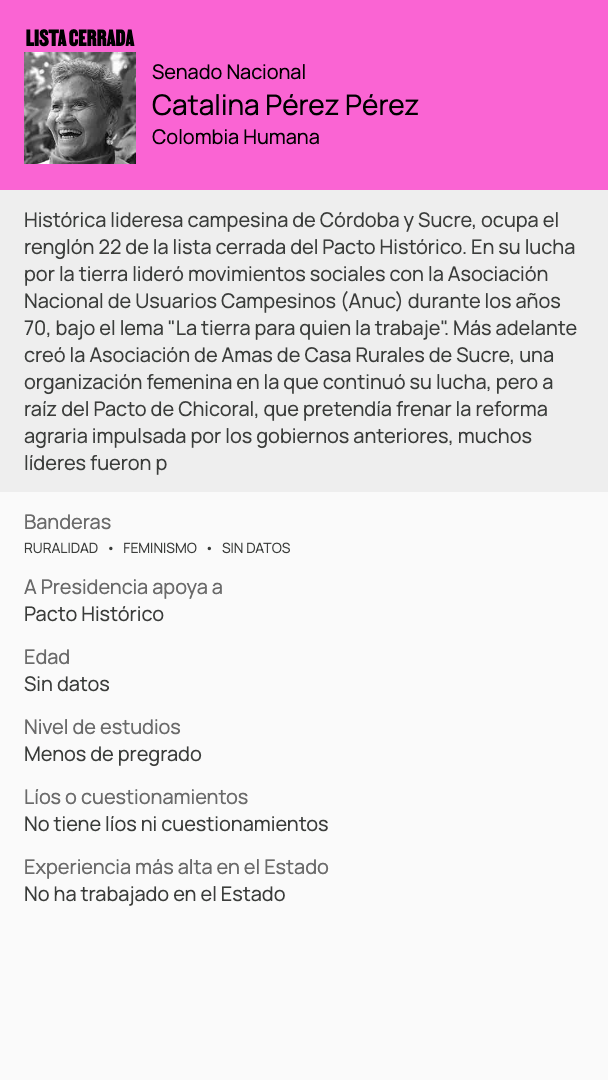 LISTA CERRADA
Senado Nacional
Catalina Pérez Pérez
Colombia Humana
Histórica lideresa campesina de Córdoba y Sucre, ocupa el
renglón 22 de la lista cerrada del Pacto Histórico. En su lucha
por la tierra lideró movimientos sociales con la Asociación
Nacional de Usuarios Campesinos (Anuc) durante los años
70, bajo el lema "La tierra para quien la trabaje". Más adelante
creó la Asociación de Amas de Casa Rurales de Sucre, una
organización femenina en la que continuó su lucha, pero a
raíz del Pacto de Chicoral, que pretendía frenar la reforma
agraria impulsada por los gobiernos anteriores, muchos
líderes fueron p
Banderas
RURALIDAD • FEMINISMO • SIN DATOS
A Presidencia apoya a
Pacto Histórico
Edad
Sin datos
Nivel de estudios
Menos de pregrado
Líos o cuestionamientos
No tiene líos ni cuestionamientos
Experiencia más alta en el Estado
No ha trabajado en el Estado